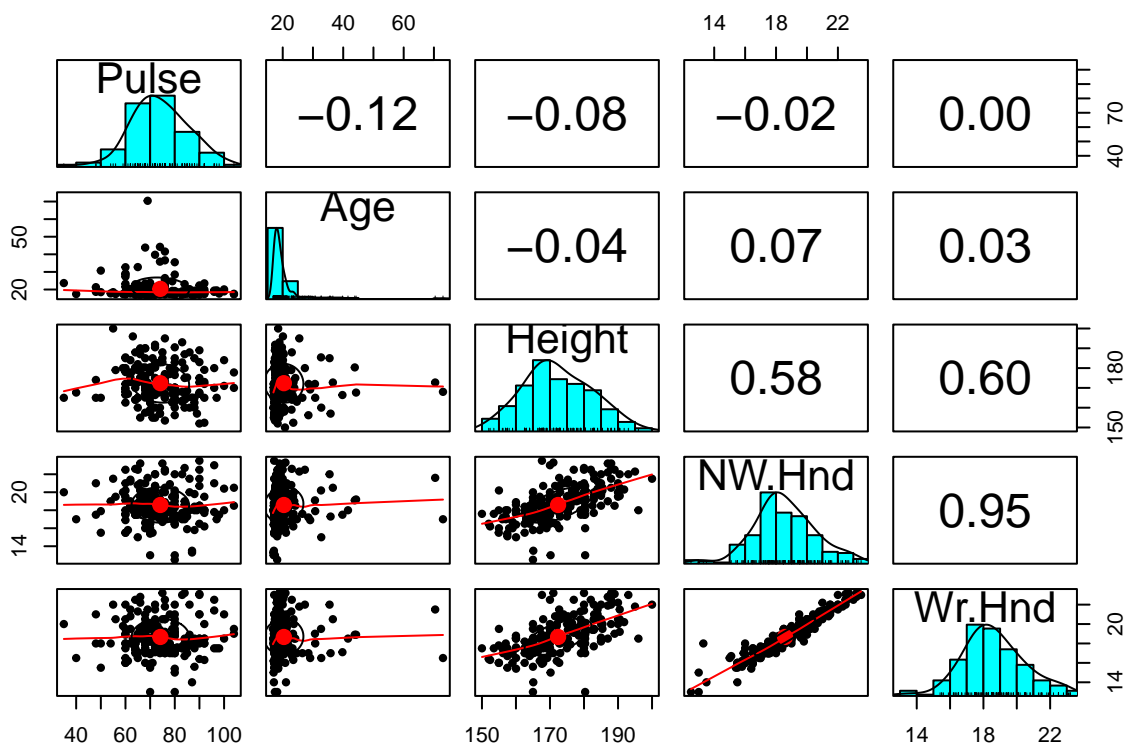 20 40 60 14 18 22
Pulse −0.12 −0.08 −0.02 0.00 40 70
20 50 Age −0.04 0.07 0.03
Height 0.58 0.60 150 180
14 20 NW.Hnd 0.95
Wr.Hnd 14 20
40 60 80 100 150 170 190 14 18 22